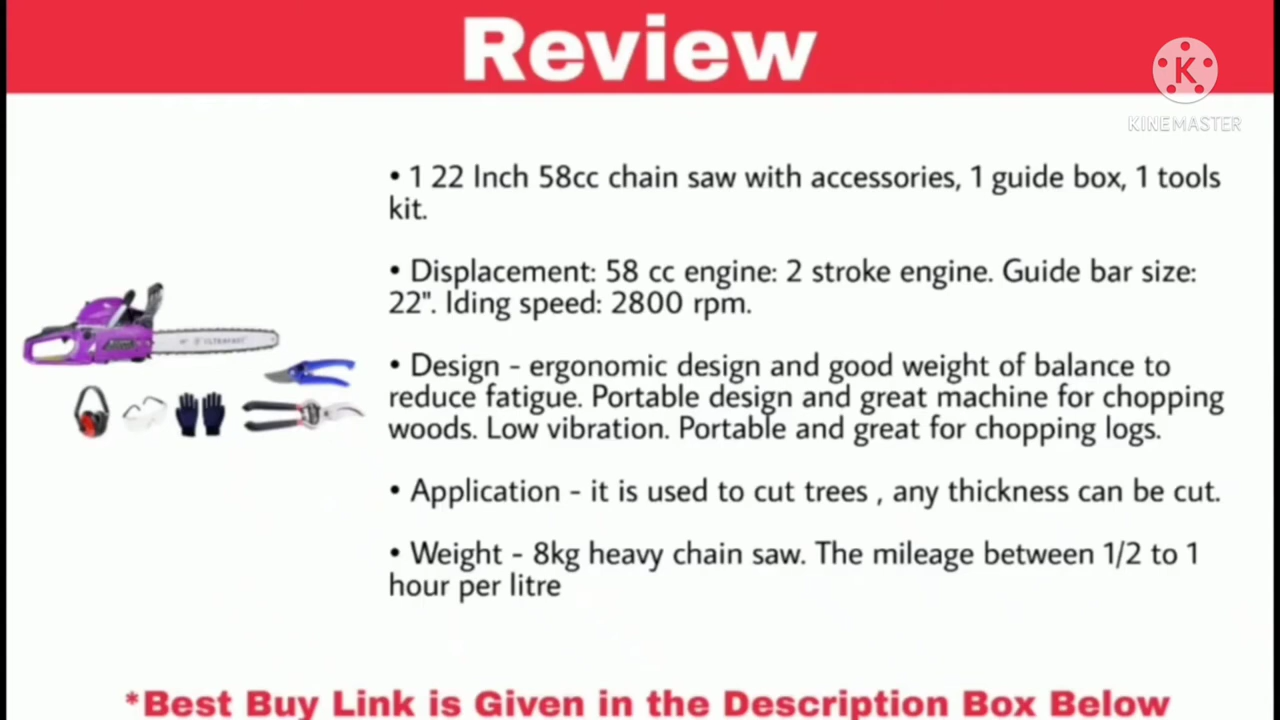 Review
KINEMASTER
• 1 22 Inch 58cc chain saw with accessories, 1 guide box, 1 tools
kit.
• Displacement: 58 cc engine: 2 stroke engine. Guide bar size:
22". Iding speed: 2800 rpm.
• Design - ergonomic design and good weight of balance to
reduce fatigue. Portable design and great machine for chopping
woods. Low vibration. Portable and great for chopping logs.
• Application - it is used to cut trees , any thickness can be cut.
• Weight - 8kg heavy chain saw. The mileage between 1/2 to 1
hour per litre
*Best Buy Link is Given in the Description Box Below